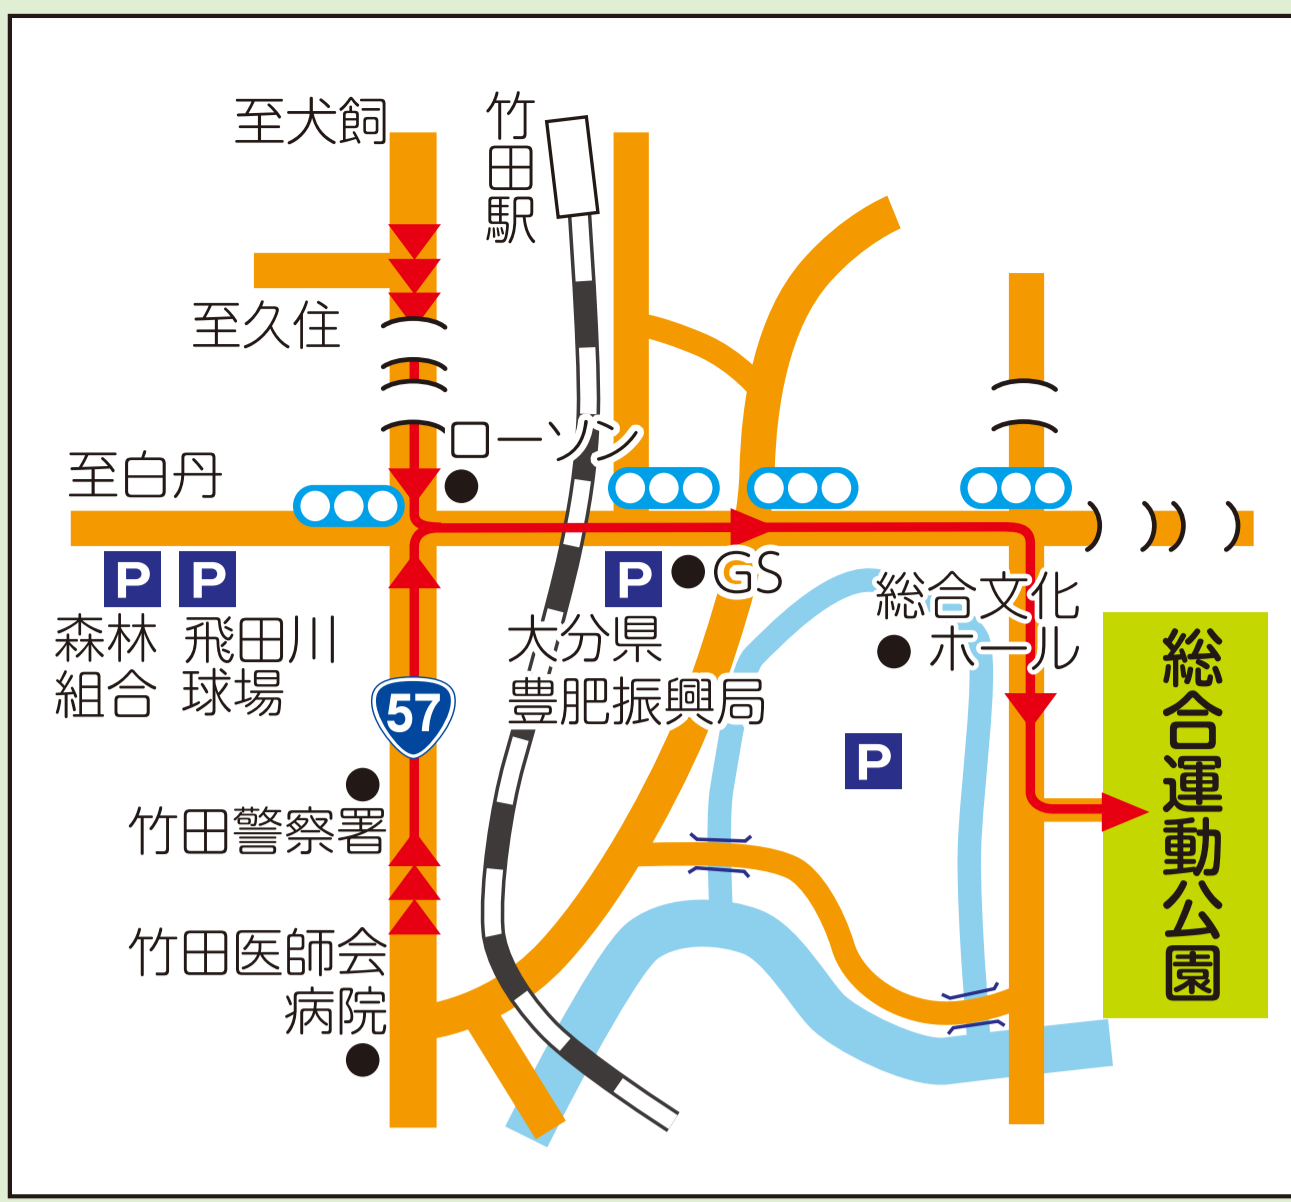 至犬飼
竹田駅
至久住
ローソン
至白丹
P
P
P
GS
森林
組合
飛田川
球場
大分県
豊肥振興局
総合文化
ホール
総合運動公園
57
P
竹田警察署
竹田医師会
病院